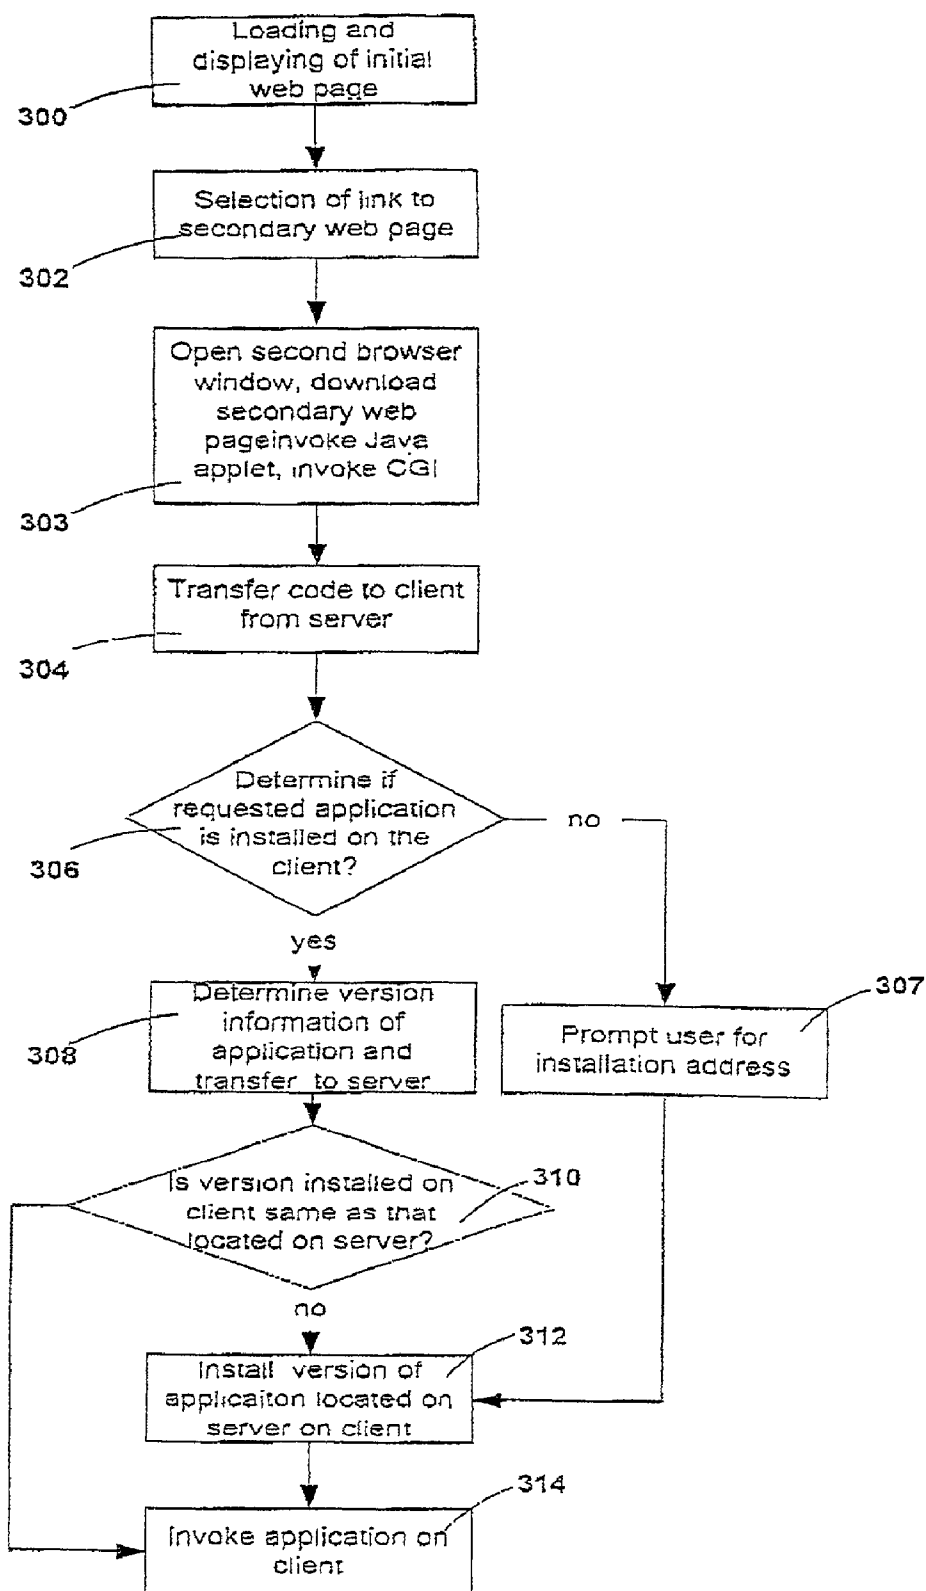 Loading and
displaying of initial
web page
300
Selection of link to
secondary web page
302
Open second browser
window, download
secondary web
pageinvoke Java
applet, invoke CGI
303
Transfer code to client
from server
304
Determine if
requested application
is installed on the
client?
306
no
yes
307
Determine version
information of
application and
transfer to server
308
Prompt user for
installation address
Is version installed on
client same as that
located on server?
310
no
312
Install version of
applicaiton located on
server on client
314
Invoke application on
client